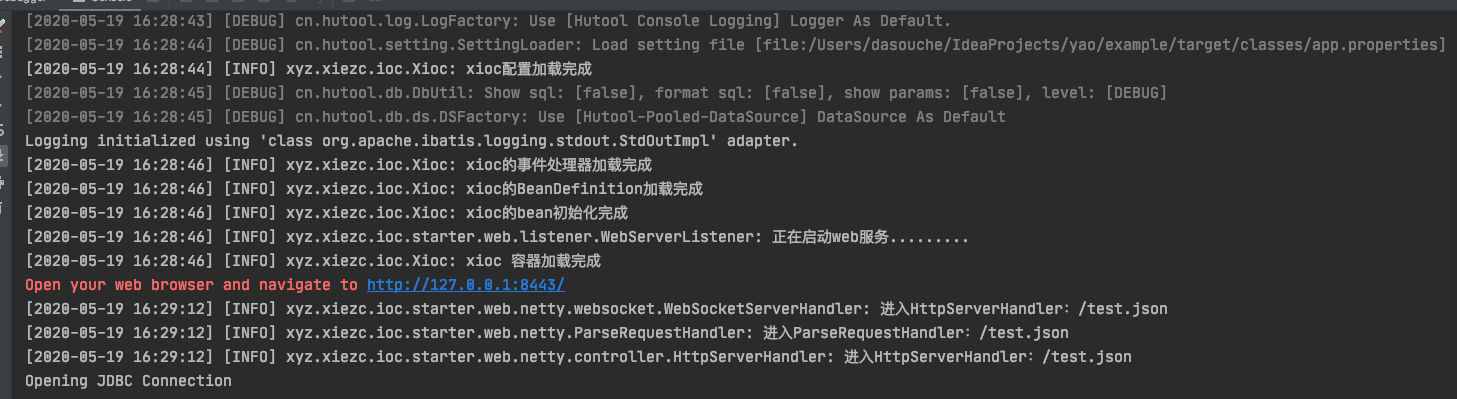 [2020-05-19 16:28:43] [DEBUG] cn.hutool.log.LogFactory: Use [Hutool Console Logging] Logger As Default.
[2020-05-19 16:28:44] [DEBUG] cn.hutool.setting.SettingLoader: Load setting file [file:/Users/dasouche/IdeaProjects/yao/example/target/classes/app.properties]
[2020-05-19 16:28:44] [INFO] xyz.xiezc.ioc.Xioc: xioc配置加载完成
[2020-05-19 16:28:45] [DEBUG] cn.hutool.db.DbUtil: Show sql: [false], format sql: [false], show params: [false], level: [DEBUG]
[2020-05-19 16:28:45] [DEBUG] cn.hutool.db.ds.DSFactory: Use [Hutool-Pooled-DataSource] DataSource As Default
Logging initialized using 'class org.apache.ibatis.logging.stdout.StdOutImpl' adapter.
[2020-05-19 16:28:46] [INFO] xyz.xiezc.ioc.Xioc: xioc的事件处理器加载完成
[2020-05-19 16:28:46] [INFO] xyz.xiezc.ioc.Xioc: xioc的BeanDefinition加载完成
[2020-05-19 16:28:46] [INFO] xyz.xiezc.ioc.Xioc: xioc的bean初始化完成
[2020-05-19 16:28:46] [INFO] xyz.xiezc.ioc.starter.web.listener.WebServerListener: 正在启动web服务.........
[2020-05-19 16:28:46] [INFO] xyz.xiezc.ioc.Xioc: xioc 容器加载完成
Open your web browser and navigate to http://127.0.0.1:8443/
[2020-05-19 16:29:12] [INFO] xyz.xiezc.ioc.starter.web.netty.websocket.WebSocketServerHandler: 进入HttpServerHandler：/test.json
[2020-05-19 16:29:12] [INFO] xyz.xiezc.ioc.starter.web.netty.ParseRequestHandler: 进入ParseRequestHandler：/test.json
[2020-05-19 16:29:12] [INFO] xyz.xiezc.ioc.starter.web.netty.controller.HttpServerHandler: 进入HttpServerHandler：/test.json
Opening JDBC Connection